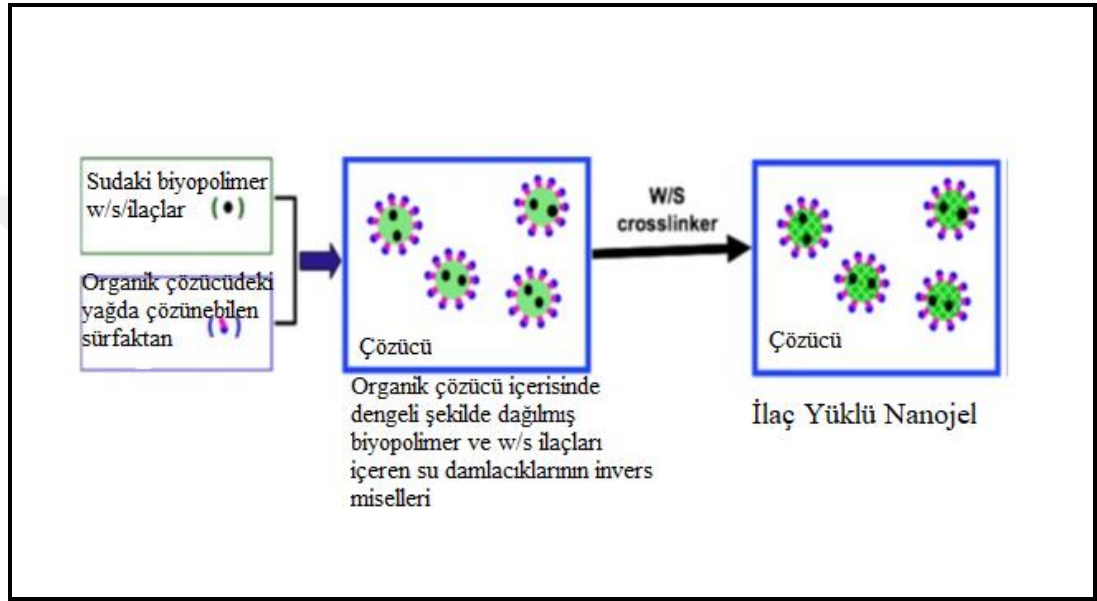 Sudaki biyopolimer
w/s/ilaçlar (•)
Organik çözücüdeki
yağda çözünebilen
sürfaktan ( )
Çözücü
Organik çözücü içerisinde
dengeli şekilde dağılmış
biyopolimer ve w/s ilaçları
içeren su damlacıklarının invers
miselleri
W/S
crosslinker
Çözücü
İlaç Yüklü Nanojel